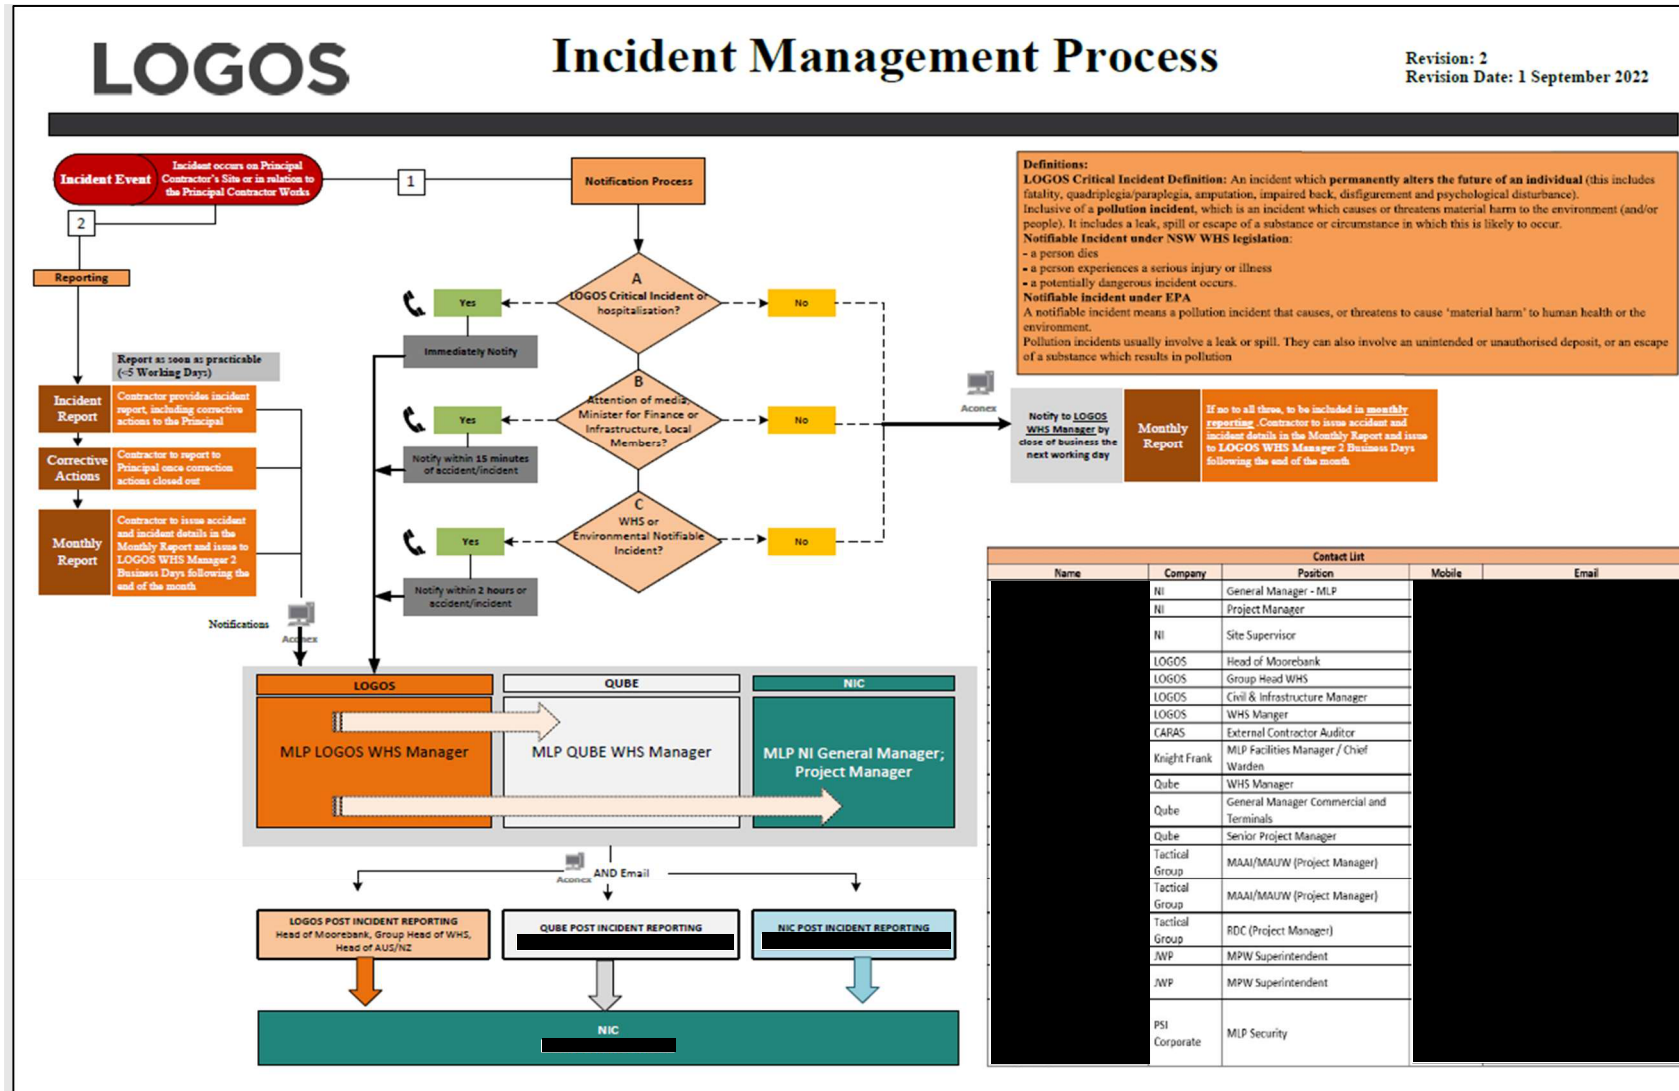 LOGOS
Incident Management Process
Revision: 2
Revision Date: 1 September 2022
Incident Event
Incident occurs on Principal
Contractor's Site or in relation to
the Principal Contractor Works
1
Notification Process
2
Reporting
Report as soon as practicable
(<5 Working Days)
Incident
Report
Contractor provides incident
report, including corrective
actions to the Principal
Corrective
Actions
Contractor to report to
Principal once correction
actions closed out
Monthly
Report
Contractor to issue accident
and incident details in the
Monthly Report and issue to
LOGOS WHS Manager 2
Business Days following the
end of the month
Notifications
Aconex
A
LOGOS Critical Incident or
hospitalisation?
Yes
No
Immediately Notify
B
Attention of media,
Minister for Finance or
Infrastructure, Local
Members?
Yes
No
Notify within 15 minutes
of accident/incident
C
WHS or
Environmental Notifiable
Incident?
Yes
No
Notify within 2 hours or
accident/incident
Definitions:
LOGOS Critical Incident Definition: An incident which permanently alters the future of an individual (this includes
fatality, quadriplegia/paraplegia, amputation, impaired back, disfigurement and psychological disturbance).
Inclusive of a pollution incident, which is an incident which causes or threatens material harm to the environment (and/or
people). It includes a leak, spill or escape of a substance or circumstance in which this is likely to occur.
Notifiable Incident under NSW WHS legislation:
- a person dies
- a person experiences a serious injury or illness
- a potentially dangerous incident occurs.
Notifiable incident under EPA
A notifiable incident means a pollution incident that causes, or threatens to cause 'material harm' to human health or the
environment.
Pollution incidents usually involve a leak or spill. They can also involve an unintended or unauthorised deposit, or an escape
of a substance which results in pollution
Aconex
Notify to LOGOS
WHS Manager by
close of business the
next working day
Monthly
Report
If no to all three, to be included in monthly
reporting .Contractor to issue accident and
incident details in the Monthly Report and issue
to LOGOS WHS Manager 2 Business Days
following the end of the month
LOGOS
QUBE
NIC
MLP LOGOS WHS Manager
MLP QUBE WHS Manager
MLP NI General Manager;
Project Manager
Aconex
AND Email
LOGOS POST INCIDENT REPORTING
Head of Moorebank, Group Head of WHS,
Head of AUS/NZ
QUBE POST INCIDENT REPORTING
NIC POST INCIDENT REPORTING
NIC
Contact List
Name Company Position Mobile Email
NI General Manager - MLP
NI Project Manager
NI Site Supervisor
LOGOS Head of Moorebank
LOGOS Group Head WHS
LOGOS Civil & Infrastructure Manager
LOGOS WHS Manger
CARAS External Contractor Auditor
Knight Frank MLP Facilities Manager / Chief
Warden
Qube WHS Manager
Qube General Manager Commercial and
Terminals
Qube Senior Project Manager
Tactical
Group MAAI/MAUW (Project Manager)
Tactical
Group MAAI/MAUW (Project Manager)
Tactical
Group RDC (Project Manager)
JWP MPW Superintendent
JWP MPW Superintendent
PSI
Corporate MLP Security